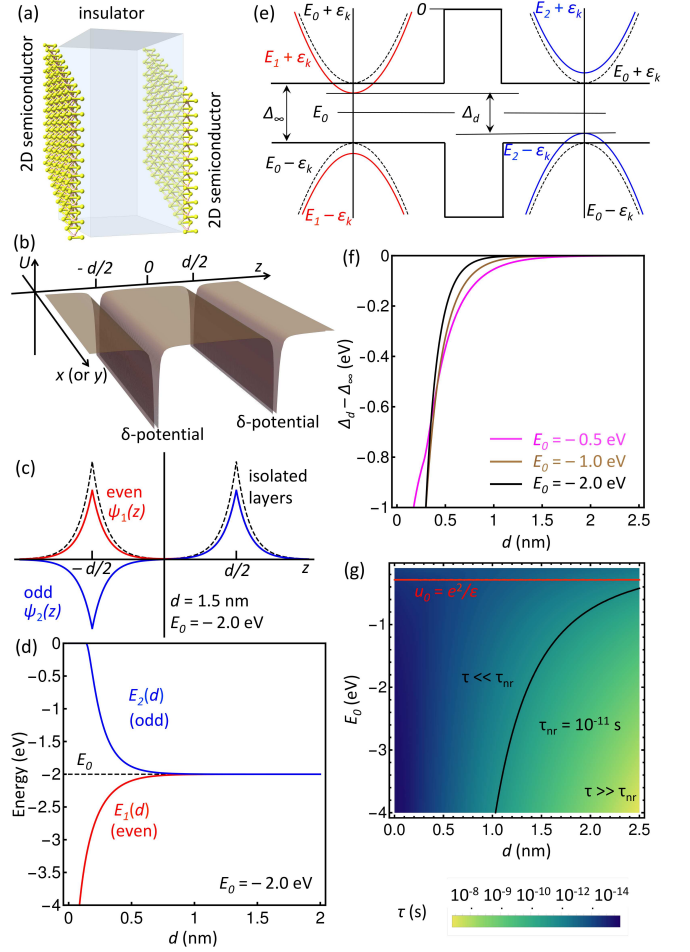 (a)
insulator
2D semiconductor
2D semiconductor
(b)
U
- d/2
0
d/2
z
x (or y)
δ-potential
δ-potential
(c)
even
ψ₁(z)
isolated
layers
− d/2
d/2
z
odd
ψ₂(z)
d = 1.5 nm
E₀ = − 2.0 eV
(d)
Energy (eV)
0
−0.5
−1
−1.5
−2
−2.5
−3
−3.5
−4
E₂(d)
(odd)
E₀
E₁(d)
(even)
E₀ = − 2.0 eV
0
0.5
1
1.5
2
d (nm)
(e)
E₀ + εₖ
0
E₂ + εₖ
E₁ + εₖ
E₀ + εₖ
Δ∞
E₀
Δd
E₀ − εₖ
E₂ − εₖ
E₁ − εₖ
E₀ − εₖ
(f)
Δd − Δ∞ (eV)
0
−0.2
−0.4
−0.6
−0.8
−1
E₀ = − 0.5 eV
E₀ = − 1.0 eV
E₀ = − 2.0 eV
0
0.5
1.0
1.5
2.0
2.5
d (nm)
(g)
u₀ = e²/ε
E₀ (eV)
−1
−2
−3
−4
τ << τnr
τnr = 10⁻¹¹ s
τ >> τnr
0.0
0.5
1.0
1.5
2.0
2.5
d (nm)
τ (s)
10⁻⁸ 10⁻⁹ 10⁻¹⁰ 10⁻¹² 10⁻¹⁴